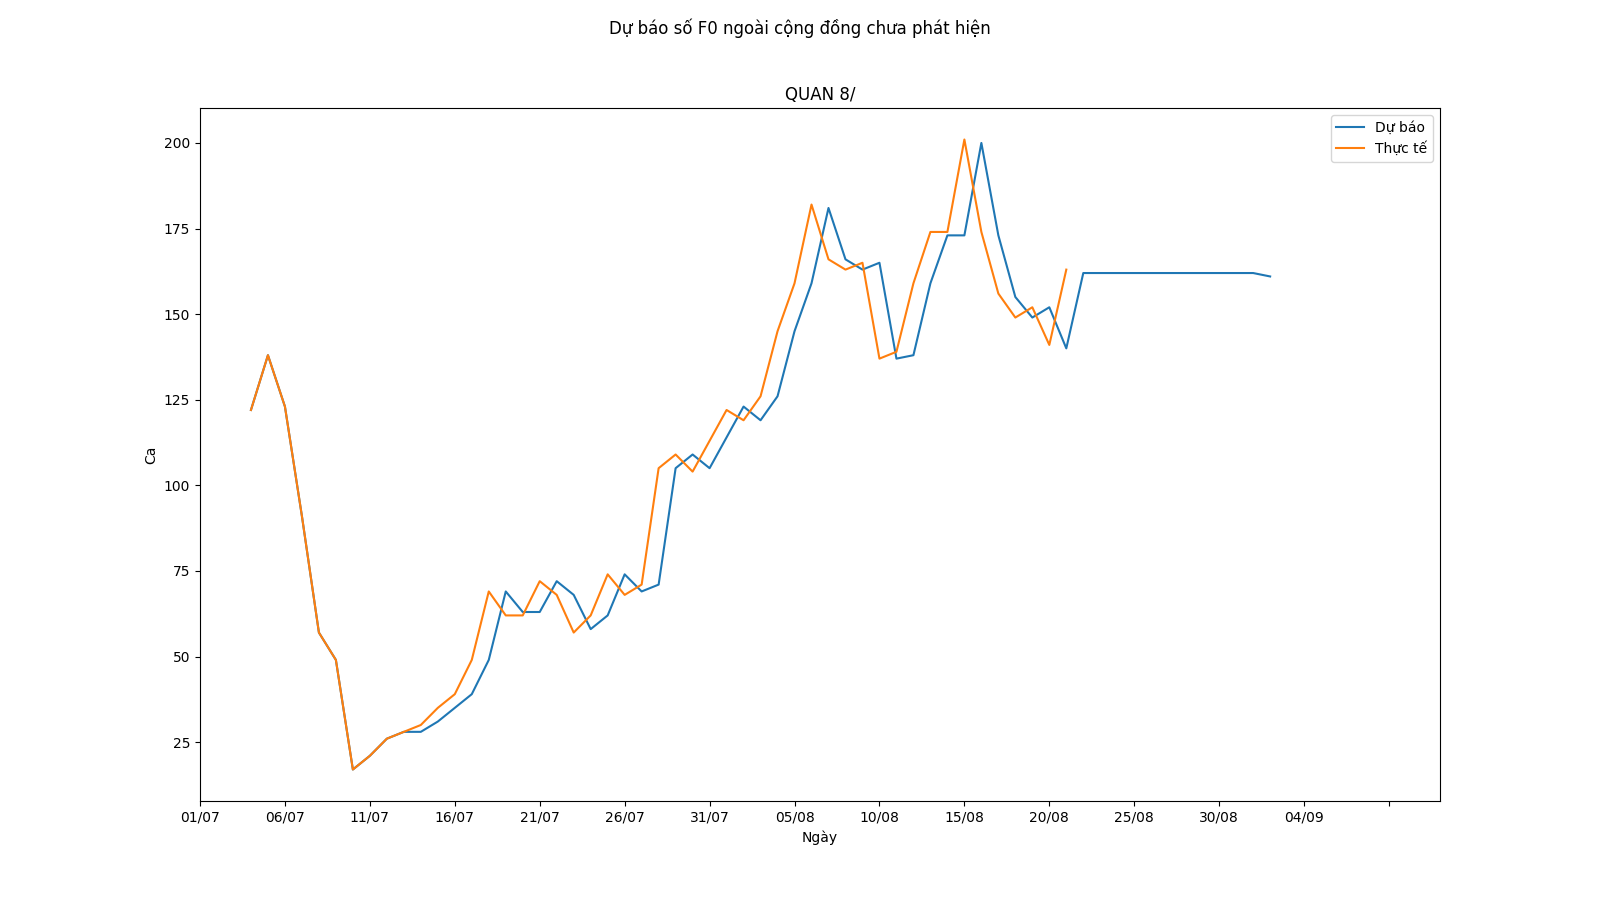 Dự báo số F0 ngoài cộng đồng chưa phát hiện
QUAN 8/
Dự báo
Thực tế
200
175
150
125
100
75
50
25
Ca
01/07 06/07 11/07 16/07 21/07 26/07 31/07 05/08 10/08 15/08 20/08 25/08 30/08 04/09
Ngày